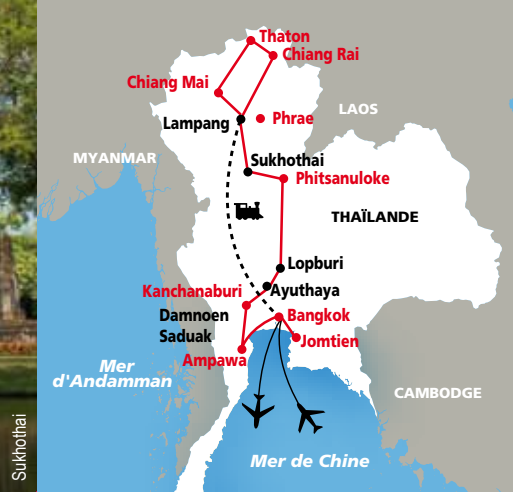 Thaton
Chiang Rai
Chiang Mai
LAOS
Lampang
Phrae
MYANMAR
Sukhothai
Phitsanuloke
THAÏLANDE
Lopburi
Kanchanaburi
Ayuthaya
Damnoen
Saduak
Bangkok
Jomtien
Ampawa
Mer
d'Andamman
CAMBODGE
Mer de Chine
Sukhothai